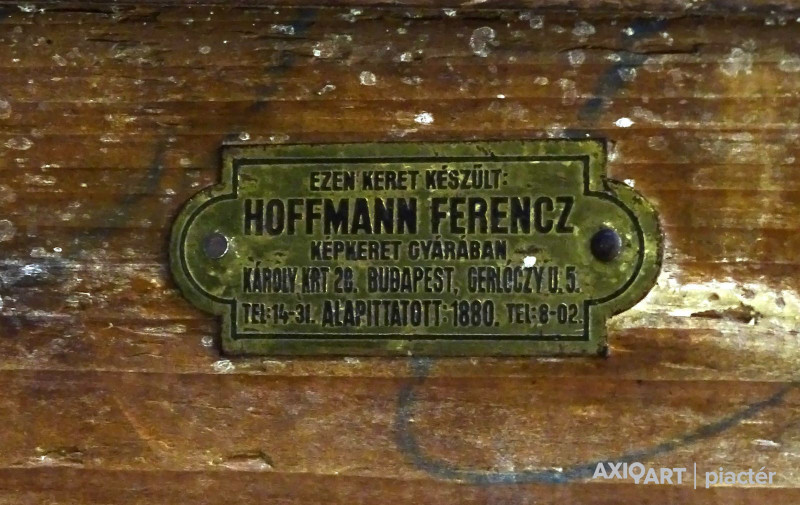 EZEN KERET KÉSZÜLT:
HOFFMANN FERENCZ
KÉPKERET GYÁRÁBAN
KÁROLY KRT 28. BUDAPEST, GERLÓCZY U. 5.
TEL: 14-31. ALAPITTATOTT: 1880. TEL: 8-02.
AXIOART | piactér